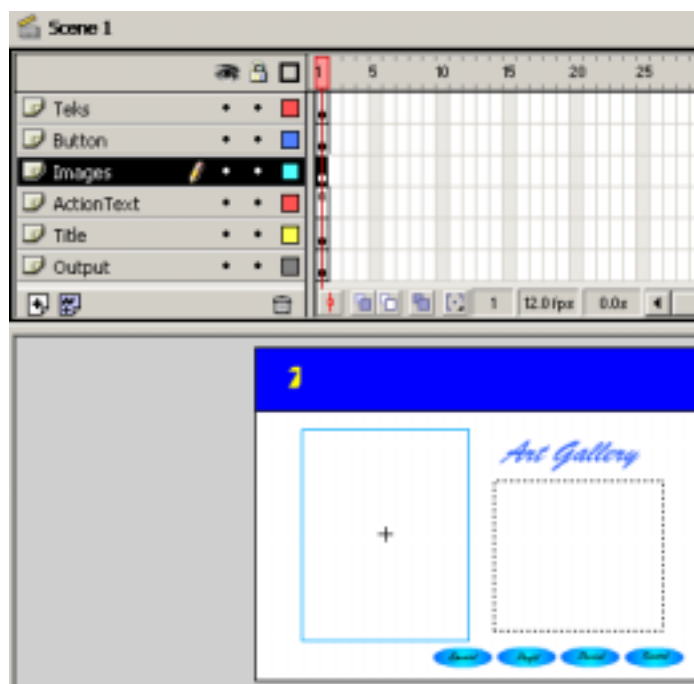 Scene 1
1 5 10 15 20 25
Teks
Button
Images
ActionText
Title
Output
1 12.0 fps 0.0s
Art Gallery